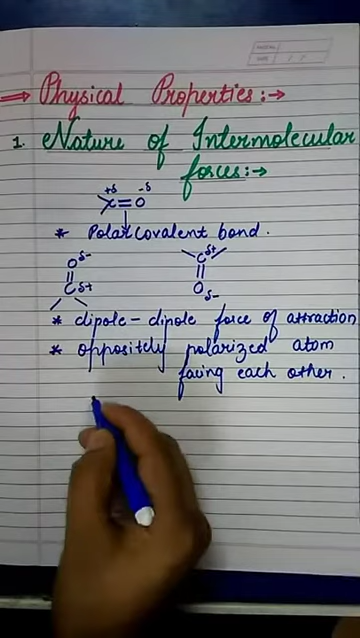 ⇒ Physical Properties:→
1. Nature of Intermolecular
forces:→
+δ -δ
C=O
* Polar covalent bond.
δ- δ+
O C
|| ||
C δ+ O
δ-
* dipole - dipole force of attraction
* oppositely polarized atom
facing each other.